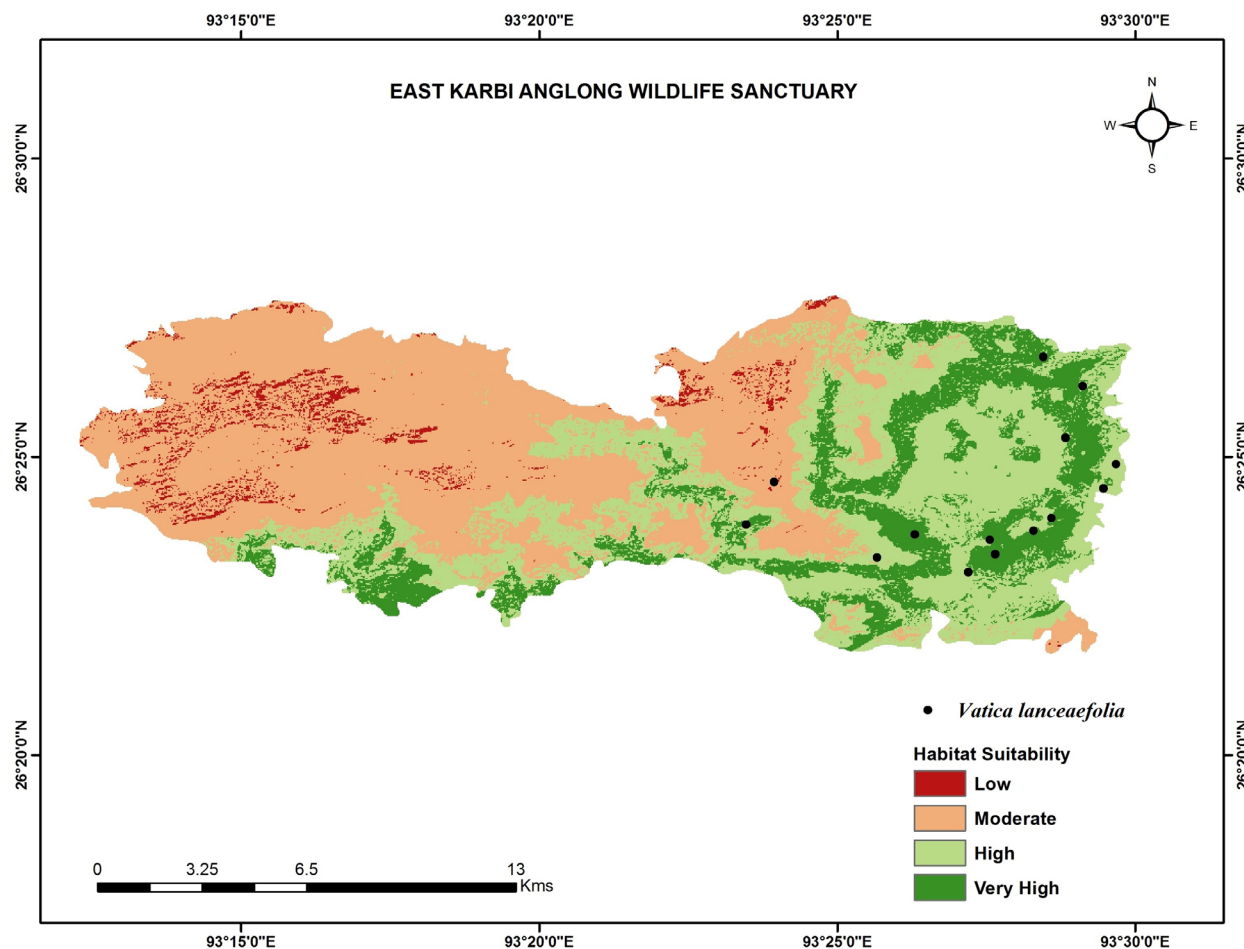 93°15'0"E 93°20'0"E 93°25'0"E 93°30'0"E
EAST KARBI ANGLONG WILDLIFE SANCTUARY
N
W E
S
26°30'0"N 26°30'0"N
26°25'0"N 26°25'0"N
26°20'0"N 26°20'0"N
Vatica lanceaefolia
Habitat Suitability
Low
Moderate
High
Very High
0 3.25 6.5 13
Kms
93°15'0"E 93°20'0"E 93°25'0"E 93°30'0"E